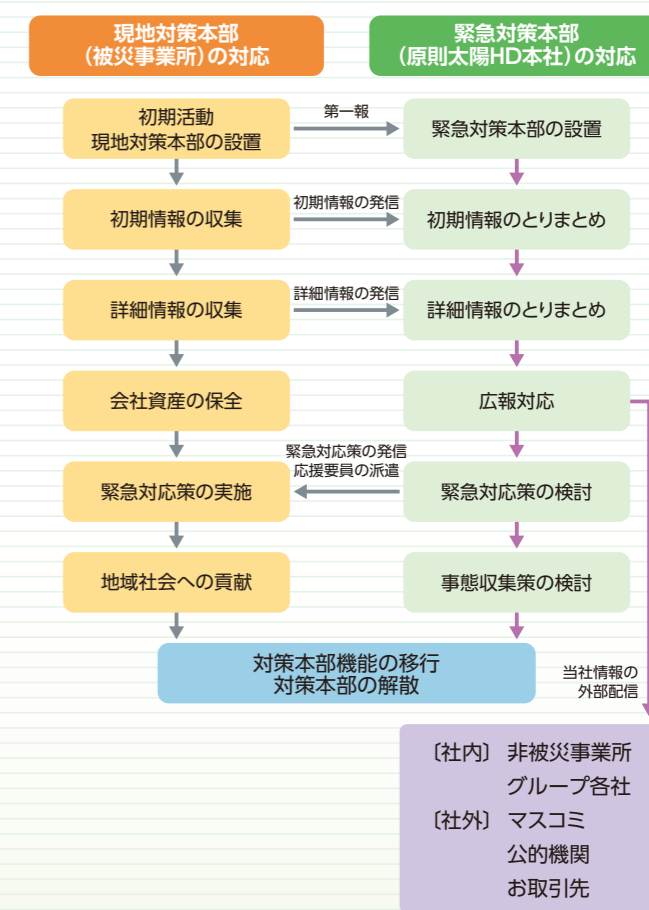 現地対策本部
（被災事業所）の対応
緊急対策本部
（原則太陽HD本社）の対応
初期活動
現地対策本部の設置
第一報
緊急対策本部の設置
初期情報の収集
初期情報の発信
初期情報のとりまとめ
詳細情報の収集
詳細情報の発信
詳細情報のとりまとめ
会社資産の保全
広報対応
緊急対応策の発信
応援要員の派遣
緊急対応策の実施
緊急対応策の検討
地域社会への貢献
事態収集策の検討
対策本部機能の移行
対策本部の解散
当社情報の
外部配信
〔社内〕 非被災事業所
グループ各社
〔社外〕 マスコミ
公的機関
お取引先